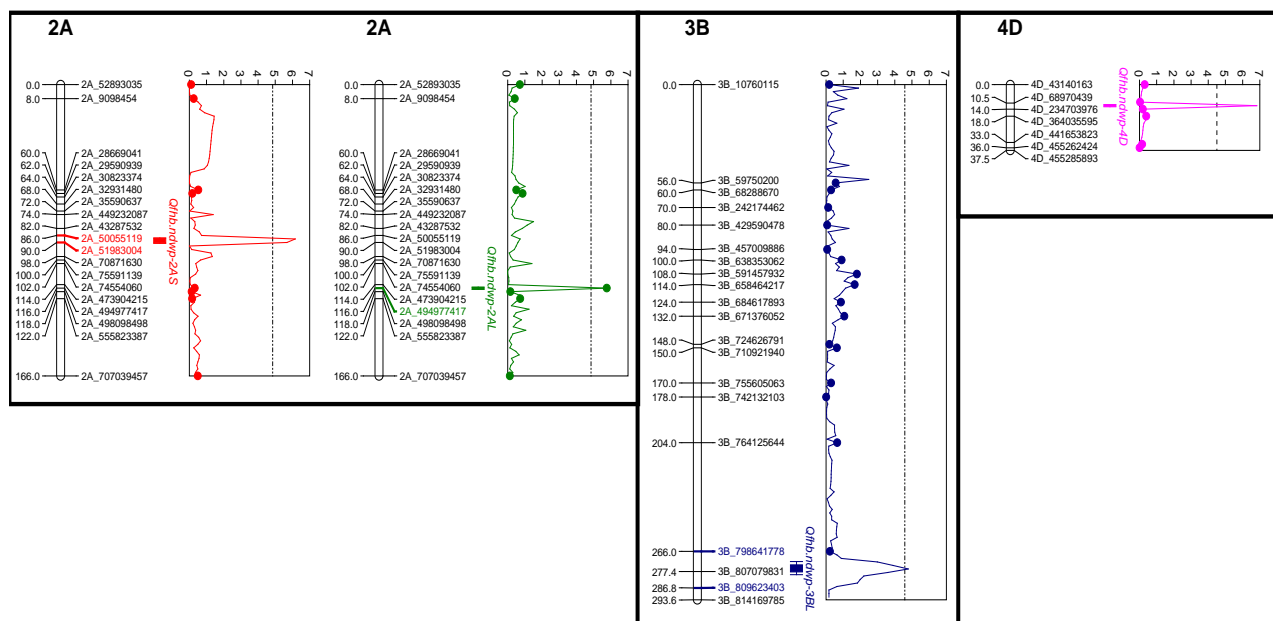 2A
0 1 2 3 4 5 6 7
0.0 2A_52893035
8.0 2A_9098454
60.0 2A_28669041
62.0 2A_29590939
64.0 2A_30823374
68.0 2A_32931480
72.0 2A_35590637
74.0 2A_449232087
82.0 2A_43287532
86.0 2A_50055119
90.0 2A_51983004
98.0 2A_70871630
100.0 2A_75591139
102.0 2A_74554060
114.0 2A_473904215
116.0 2A_494977417
118.0 2A_498098498
122.0 2A_555823387
166.0 2A_707039457
Qfhb.ndwp-2AS
2A
0 1 2 3 4 5 6 7
0.0 2A_52893035
8.0 2A_9098454
60.0 2A_28669041
62.0 2A_29590939
64.0 2A_30823374
68.0 2A_32931480
72.0 2A_35590637
74.0 2A_449232087
82.0 2A_43287532
86.0 2A_50055119
90.0 2A_51983004
98.0 2A_70871630
100.0 2A_75591139
102.0 2A_74554060
114.0 2A_473904215
116.0 2A_494977417
118.0 2A_498098498
122.0 2A_555823387
166.0 2A_707039457
Qfhb.ndwp-2AL
3B
0 1 2 3 4 5 6 7
0.0 3B_10760115
56.0 3B_59750200
60.0 3B_68288670
70.0 3B_242174462
80.0 3B_429590478
94.0 3B_457009886
100.0 3B_638353062
108.0 3B_591457932
114.0 3B_658464217
124.0 3B_684617893
132.0 3B_671376052
148.0 3B_724626791
150.0 3B_710921940
170.0 3B_755605063
178.0 3B_742132103
204.0 3B_764125644
266.0 3B_798641778
277.4 3B_807079831
286.8 3B_809623403
293.6 3B_814169785
Qfhb.ndwp-3BL
4D
0 1 2 3 4 5 6 7
0.0 4D_43140163
10.5 4D_68970439
14.0 4D_234703976
18.0 4D_364035595
33.0 4D_441653823
36.0 4D_455262424
37.5 4D_455285893
Qfhb.ndwp-4D